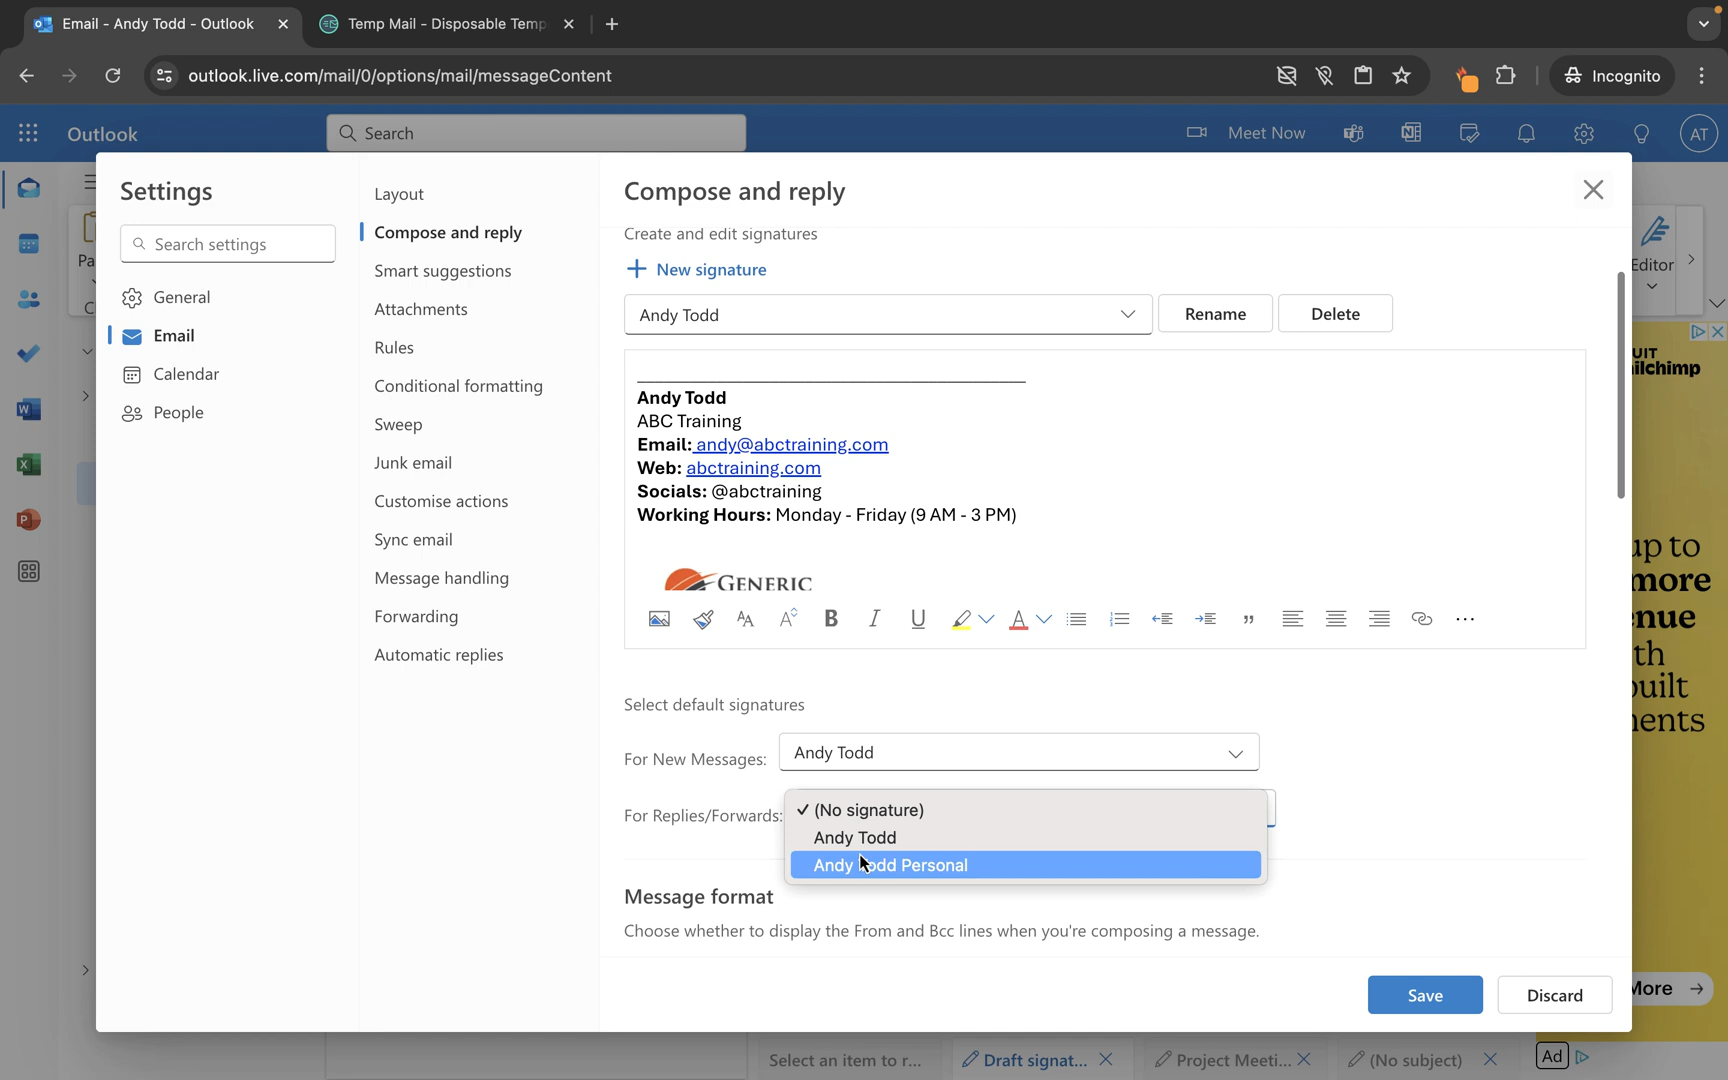 Email - Andy Todd - Outlook
Temp Mail - Disposable Temp
outlook.live.com/mail/0/options/mail/messageContent
Incognito
Outlook
Search
Meet Now
AT
Settings
Search settings
General
Email
Calendar
People
Layout
Compose and reply
Smart suggestions
Attachments
Rules
Conditional formatting
Sweep
Junk email
Customise actions
Sync email
Message handling
Forwarding
Automatic replies
Compose and reply
Create and edit signatures
New signature
Andy Todd
Rename
Delete
Andy Todd
ABC Training
Email: andy@abctraining.com
Web: abctraining.com
Socials: @abctraining
Working Hours: Monday - Friday (9 AM - 3 PM)
GENERIC
Select default signatures
For New Messages: Andy Todd
For Replies/Forwards:
(No signature)
Andy Todd
Andy Todd Personal
Message format
Choose whether to display the From and Bcc lines when you're composing a message.
Save
Discard
Editor
up to
more
th
More
Select an item to r...
Draft signat...
Project Meeti...
(No subject)
Ad